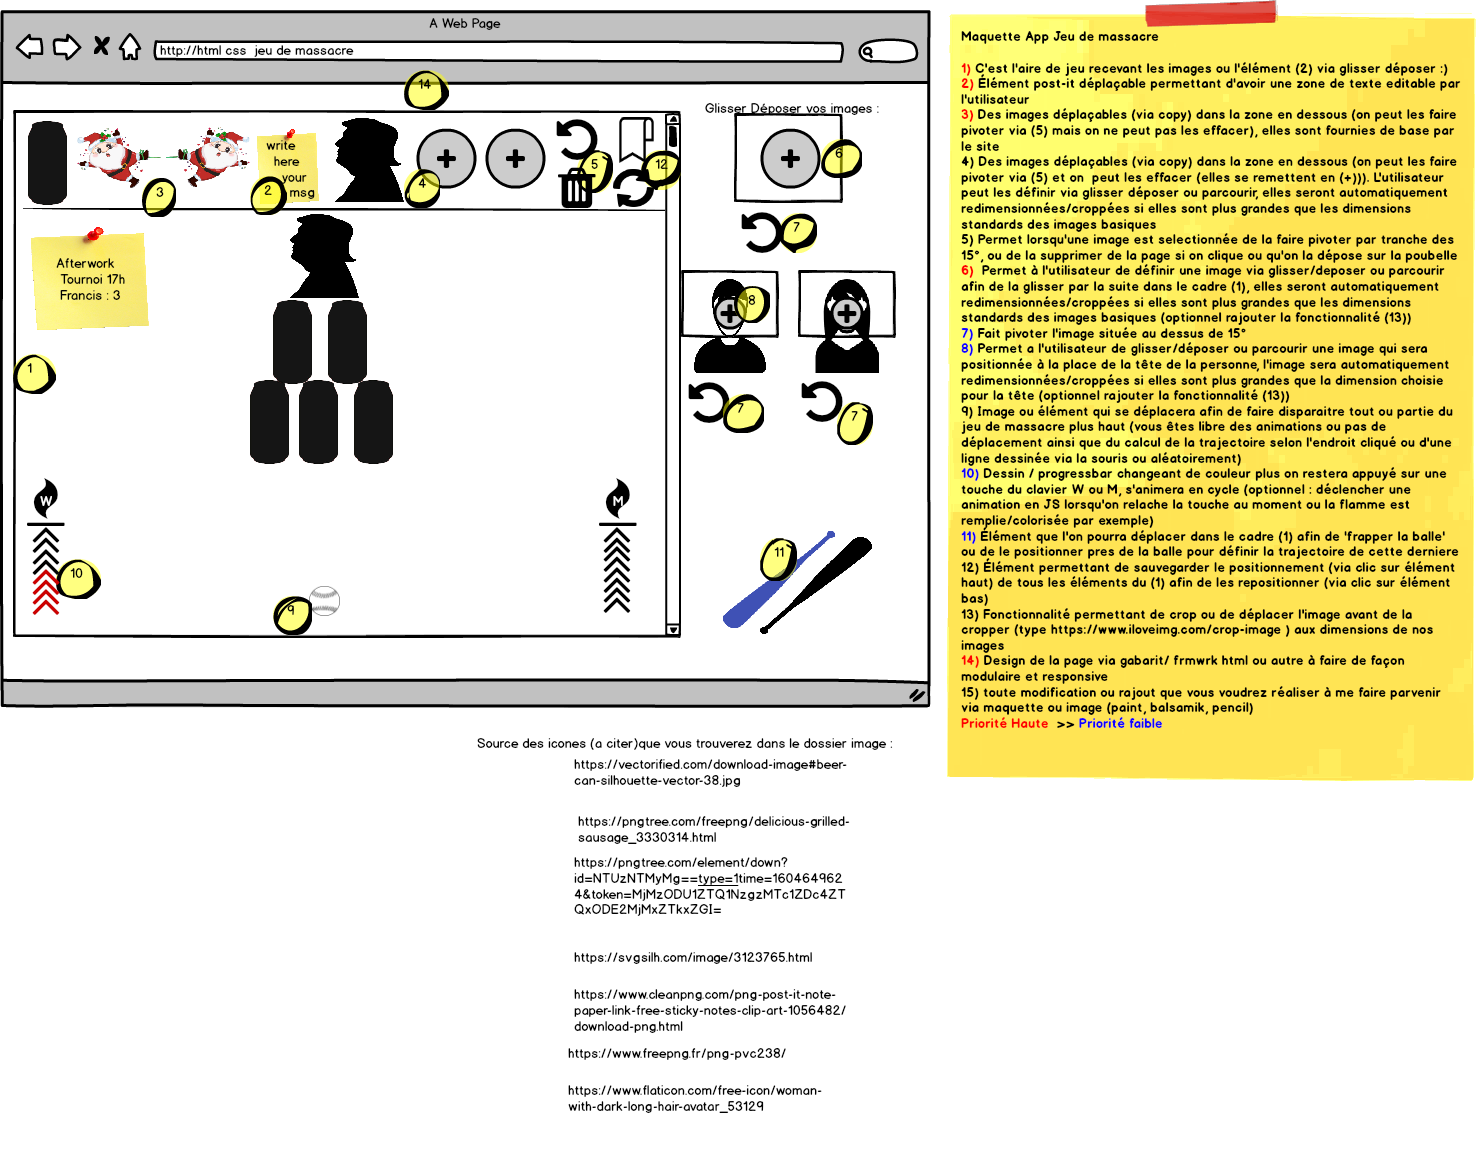 A Web Page
http://html css  jeu de massacre
14
Glisser Déposer vos images :
write
here
your
msg
3
2
4
5
12
6
7
Afterwork
Tournoi 17h
Francis : 3
8
1
7
7
W
M
10
9
11
Maquette App Jeu de massacre
1) C'est l'aire de jeu recevant les images ou l'élément (2) via glisser déposer :)
2) Élément post-it déplaçable permettant d'avoir une zone de texte editable par
l'utilisateur
3) Des images déplaçables (via copy) dans la zone en dessous (on peut les faire
pivoter via (5) mais on ne peut pas les effacer), elles sont fournies de base par
le site
4) Des images déplaçables (via copy) dans la zone en dessous (on peut les faire
pivoter via (5) et on  peut les effacer (elles se remettent en (+))). L'utilisateur
peut les définir via glisser déposer ou parcourir, elles seront automatiquement
redimensionnées/croppées si elles sont plus grandes que les dimensions
standards des images basiques
5) Permet lorsqu'une image est selectionnée de la faire pivoter par tranche des
15°, ou de la supprimer de la page si on clique ou qu'on la dépose sur la poubelle
6)  Permet à l'utilisateur de définir une image via glisser/deposer ou parcourir
afin de la glisser par la suite dans le cadre (1), elles seront automatiquement
redimensionnées/croppées si elles sont plus grandes que les dimensions
standards des images basiques (optionnel rajouter la fonctionalité (13))
7) Fait pivoter l'image située au dessus de 15°
8) Permet a l'utilisateur de glisser/déposer ou parcourir une image qui sera
positionnée à la place de la tête de la personne, l'image sera automatiquement
redimensionnées/croppées si elles sont plus grandes que la dimension choisie
pour la tête (optionnel rajouter la fonctionalité (13))
9) Image ou élément qui se déplacera afin de faire disparaitre tout ou partie du
jeu de massacre plus haut (vous êtes libre des animations ou pas de
déplacement ainsi que du calcul de la trajectoire selon l'endroit cliqué ou d'une
ligne dessinée via la souris ou aléatoirement)
10) Dessin / progressbar changeant de couleur plus on restera appuyé sur une
touche du clavier W ou M, s'animera en cycle (optionnel : déclencher une
animation en JS lorsqu'on relache la touche au moment ou la flamme est
remplie/colorisée par exemple)
11) Élément que l'on pourra déplacer dans le cadre (1) afin de 'frapper la balle'
ou de le positionner pres de la balle pour définir la trajectoire de cette derniere
12) Élément permettant de sauvegarder le positionnement (via clic sur élément
haut) de tous les éléments du (1) afin de les repositionner (via clic sur élément
bas)
13) Fonctionnalité permettant de crop ou de déplacer l'image avant de la
cropper (type https://www.iloveimg.com/crop-image ) aux dimensions de nos
images
14) Design de la page via gabarit/ frmwrk html ou autre à faire de façon
modulaire et responsive
15) toute modification ou rajout que vous voudrez réaliser à me faire parvenir
via maquette ou image (paint, balsamik, pencil)
Priorité Haute  >> Priorité faible
Source des icones (a citer)que vous trouverez dans le dossier image :
https://vectorified.com/download-image#beer-
can-silhouette-vector-38.jpg
https://pngtree.com/freepng/delicious-grilled-
sausage_3330314.html
https://pngtree.com/element/down?
id=NTUzNTMyMg==type=1time=160464962
4&token=MjMzODU1ZTQ1NzgzMTc1ZDc4ZT
QxODE2MjMxZTkxZGI=
https://svgsilh.com/image/3123765.html
https://www.cleanpng.com/png-post-it-note-
paper-link-free-sticky-notes-clip-art-1056482/
download-png.html
https://www.freepng.fr/png-pvc238/
https://www.flaticon.com/free-icon/woman-
with-dark-long-hair-avatar_53129